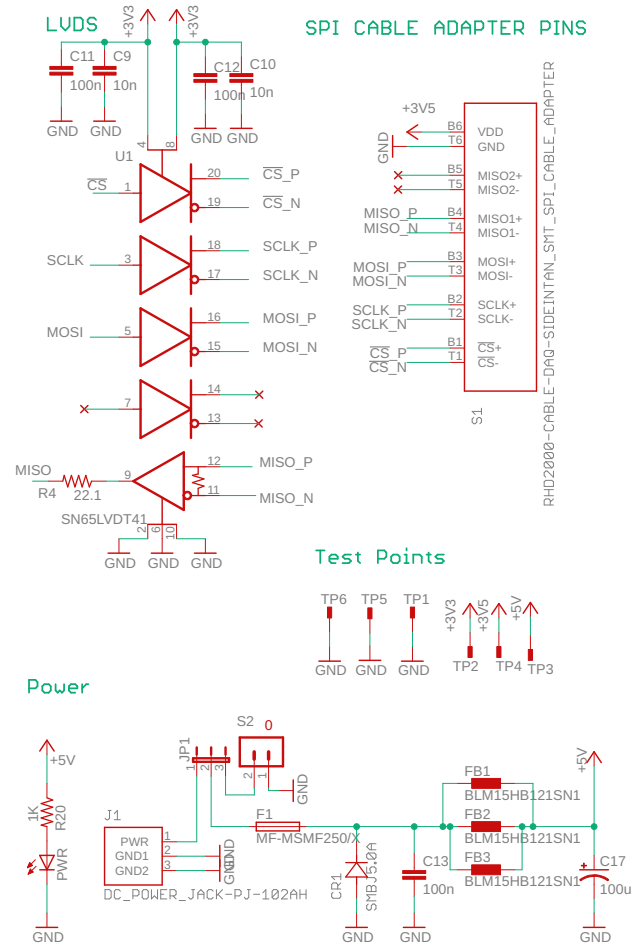 LVDS
SPI CABLE ADAPTER PINS
+3V3
+3V3
C11
100n
C9
10n
C12
100n
C10
10n
GND
GND
GND
GND
4
8
U1
CS
1
20
CS_P
19
CS_N
SCLK
3
18
SCLK_P
17
SCLK_N
MOSI
5
16
MOSI_P
15
MOSI_N
7
14
13
MISO
R4
22.1
9
12
MISO_P
11
MISO_N
SN65LVDT41
2
6
10
GND
GND
GND
+3V5
GND
B6
VDD
T6
GND
B5
MISO2+
T5
MISO2-
MISO_P
B4
MISO1+
MISO_N
T4
MISO1-
MOSI_P
B3
MOSI+
MOSI_N
T3
MOSI-
SCLK_P
B2
SCLK+
SCLK_N
T2
SCLK-
CS_P
B1
CS+
CS_N
T1
CS-
S1
RHD2000-CABLE-DAQ-SIDEINTAN_SMT_SPI_CABLE_ADAPTER
Test Points
TP6
TP5
TP1
GND
GND
GND
+3V3
+3V5
+5V
TP2
TP4
TP3
Power
+5V
1K
R20
PWR
GND
J1
PWR
1
GND1
2
GND2
3
DC_POWER_JACK-PJ-102AH
GND
GND
JP1
1
2
3
S2
0
2
1
GND
F1
MF-MSMF250/X
CR1
SMBJ5.0A
GND
C13
100n
GND
FB1
BLM15HB121SN1
FB2
BLM15HB121SN1
FB3
BLM15HB121SN1
+5V
+
C17
100u
GND